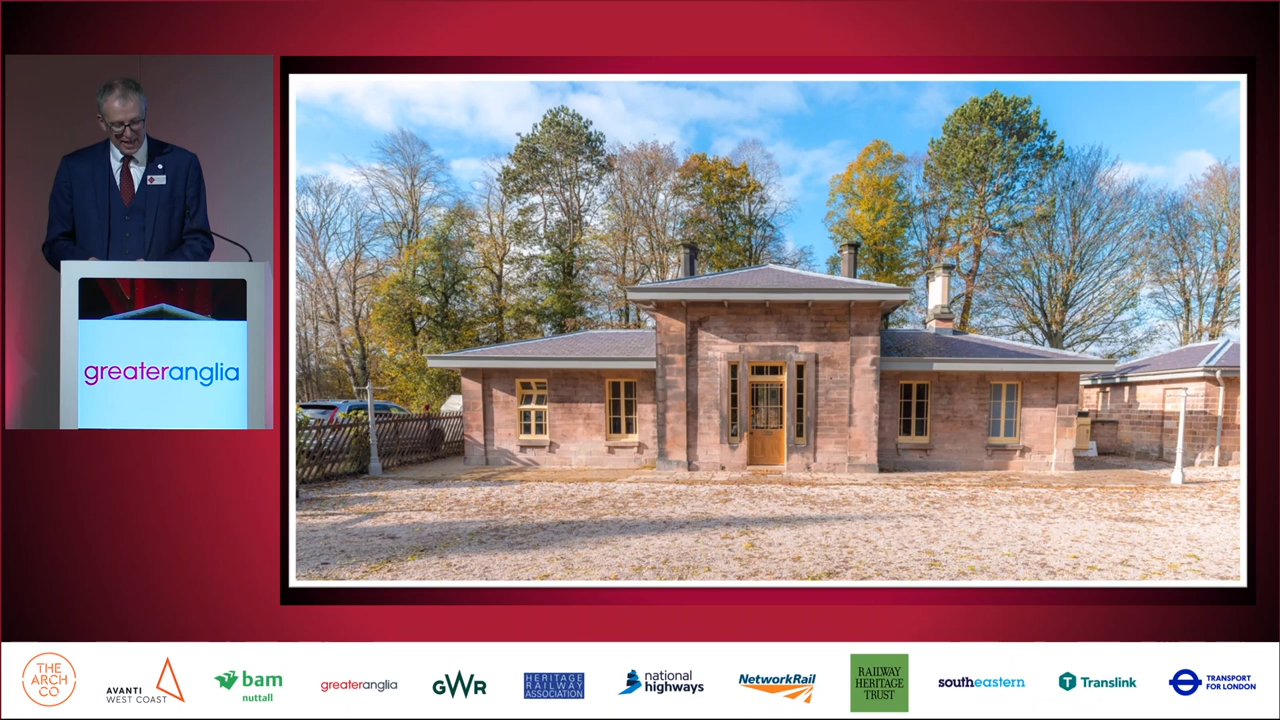 greateranglia
THE
ARCH
CO
AVANTI
WEST COAST
bam
nuttall
greateranglia
GWR
HERITAGE
RAILWAY
ASSOCIATION
national
highways
NetworkRail
RAILWAY
HERITAGE
TRUST
southeastern
Translink
TRANSPORT
FOR LONDON